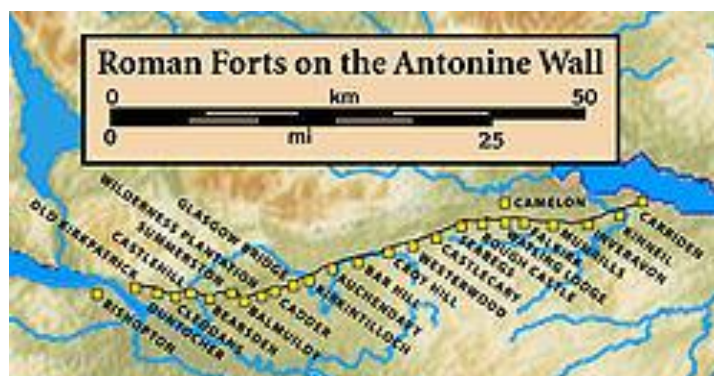 Roman Forts on the Antonine Wall
0 km 50
0 mi 25
BISHOPTON
OLD KIRKPATRICK
DUNTOCHER
CLEDDANS
CASTLEHILL
BEARSDEN
SUMMERSTON
BALMUILDY
WILDERNESS PLANTATION
CADDER
GLASGOW BRIDGE
KIRKINTILLOCH
AUCHENDAVY
BAR HILL
CROY HILL
WESTERWOOD
CASTLECARY
SEABEGS
ROUGH CASTLE
CAMELON
WATLING LODGE
FALKIRK
MUMRILLS
INVERAVON
KINNEIL
CARRIDEN